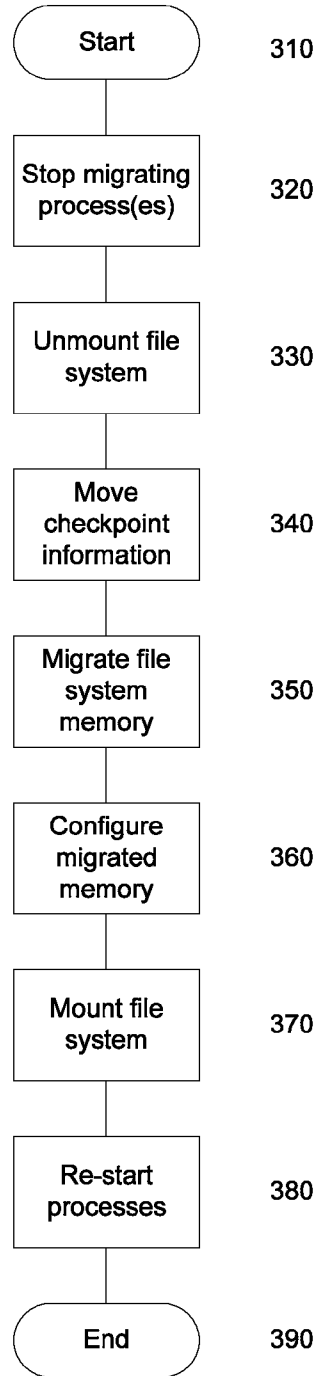 Start
310
Stop migrating
process(es)
320
Unmount file
system
330
Move
checkpoint
information
340
Migrate file
system
memory
350
Configure
migrated
memory
360
Mount file
system
370
Re-start
processes
380
End
390